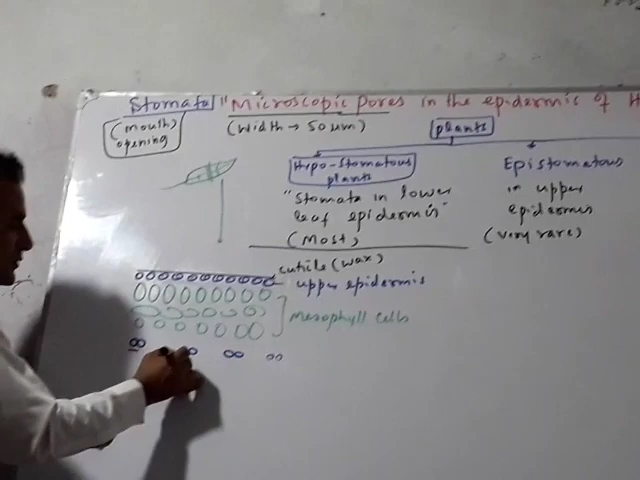 Stomata "Microscopic pores in the epidermis of
(mouth) opening
(width → 50 um)
plants
Hypo-Stomatous plants
"Stomata in lower
leaf epidermis"
(most)
Epistomatous
in upper
epidermis
(very rare)
cuticle (wax)
upper epidermis
mesophyll cells